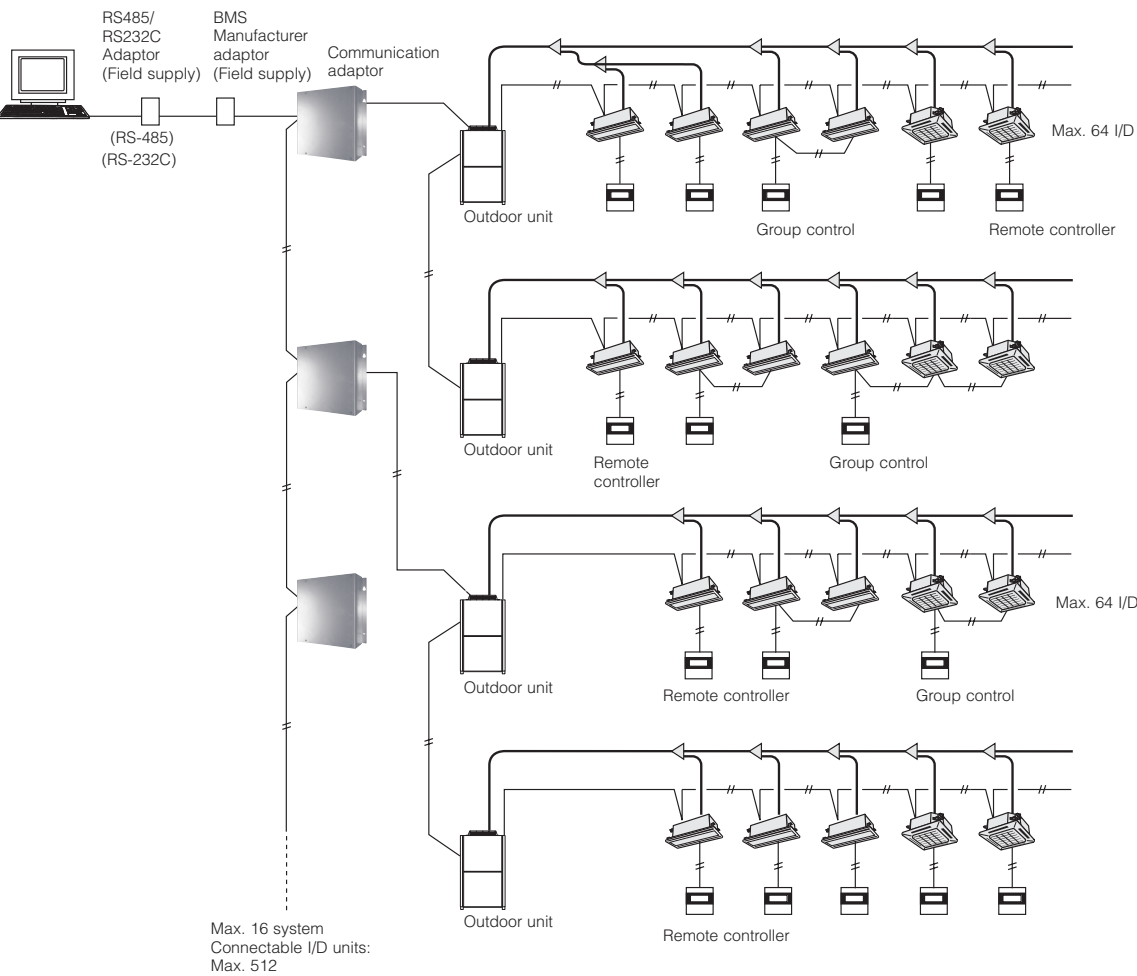 RS485/
RS232C
Adaptor
(Field supply)
BMS
Manufacturer
adaptor
(Field supply)
Communication
adaptor
(RS-485)
(RS-232C)
Max. 64 I/D
Outdoor unit
Group control
Remote controller
Outdoor unit
Remote
controller
Group control
Max. 64 I/D
Outdoor unit
Remote controller
Group control
Outdoor unit
Remote controller
Max. 16 system
Connectable I/D units:
Max. 512